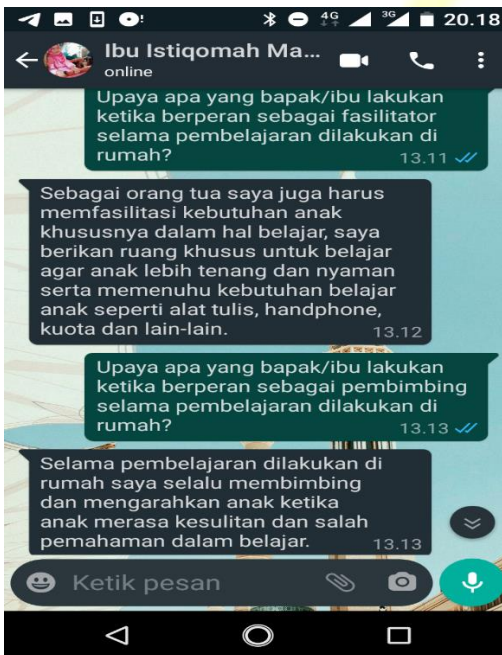 4G 3G 20.18
Ibu Istiqomah Ma...
online
Upaya apa yang bapak/ibu lakukan
ketika berperan sebagai fasilitator
selama pembelajaran dilakukan di
rumah?
13.11
Sebagai orang tua saya juga harus
memfasilitasi kebutuhan anak
khususnya dalam hal belajar, saya
berikan ruang khusus untuk belajar
agar anak lebih tenang dan nyaman
serta memenuhu kebutuhan belajar
anak seperti alat tulis, handphone,
kuota dan lain-lain.
13.12
Upaya apa yang bapak/ibu lakukan
ketika berperan sebagai pembimbing
selama pembelajaran dilakukan di
rumah?
13.13
Selama pembelajaran dilakukan di
rumah saya selalu membimbing
dan mengarahkan anak ketika
anak merasa kesulitan dan salah
pemahaman dalam belajar.
13.13
Ketik pesan